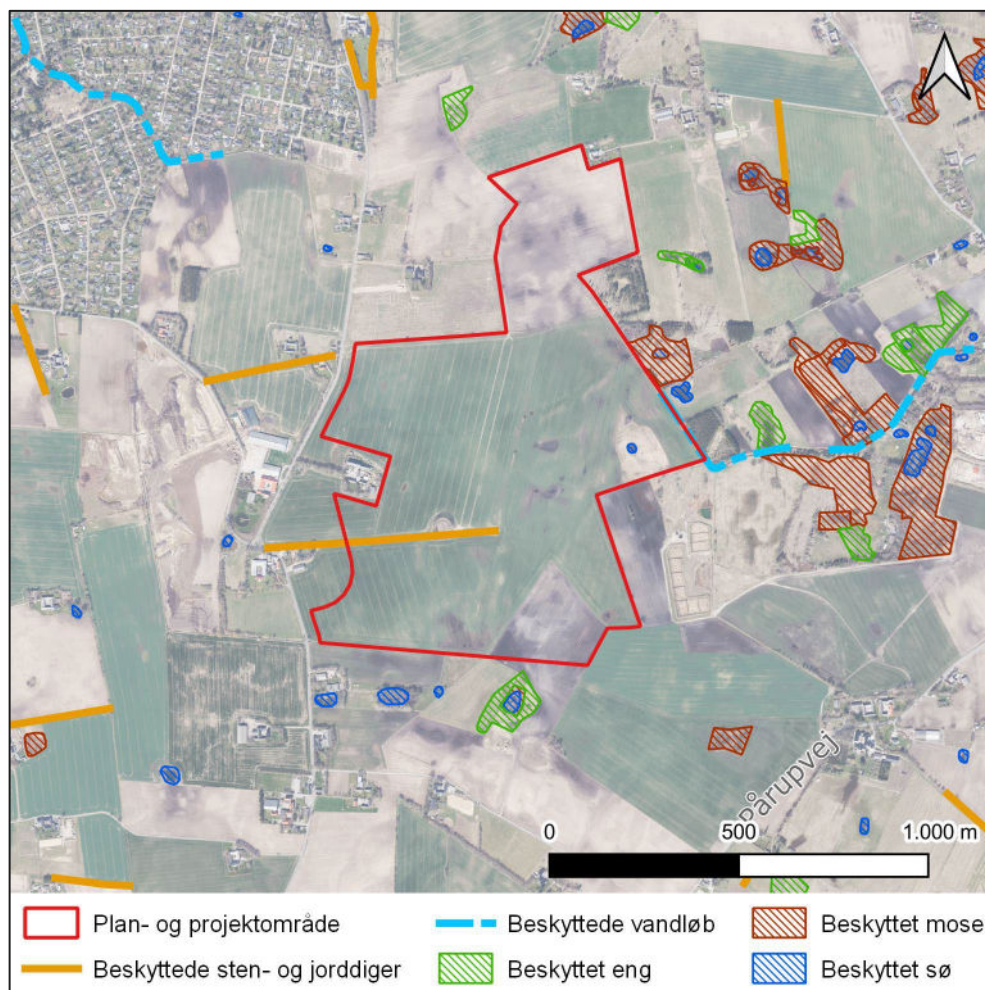 Pårupvej
0 500 1.000 m
Plan- og projektområde
Beskyttede vandløb
Beskyttet mose
Beskyttede sten- og jorddiger
Beskyttet eng
Beskyttet sø